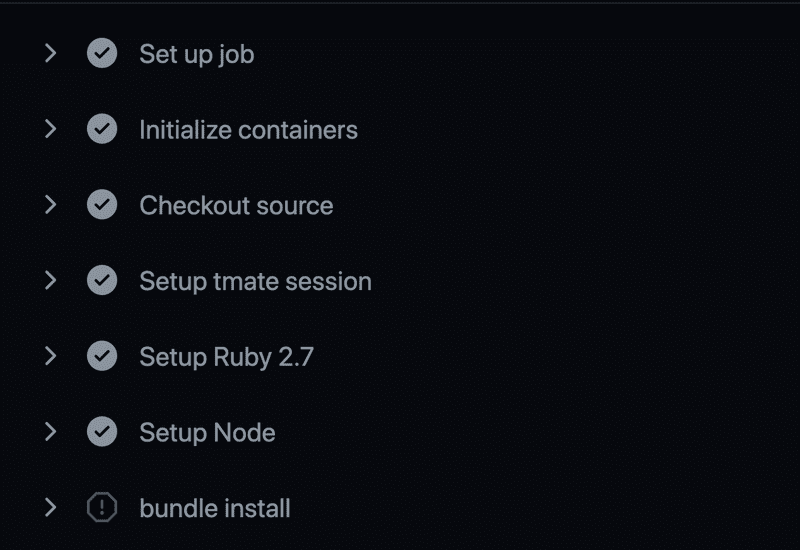 Set up job
Initialize containers
Checkout source
Setup tmate session
Setup Ruby 2.7
Setup Node
bundle install